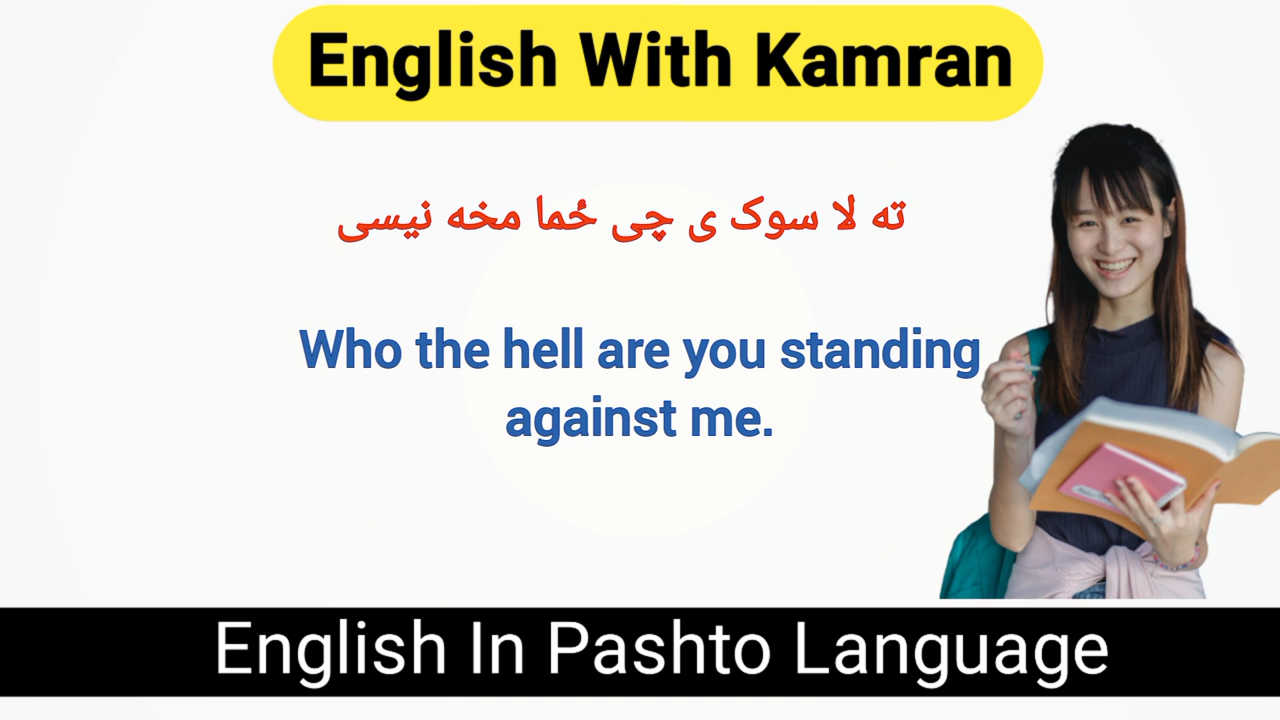 English With Kamran
ته لا سوک ی چی ځما مخه نیسی
Who the hell are you standing
against me.
English In Pashto Language